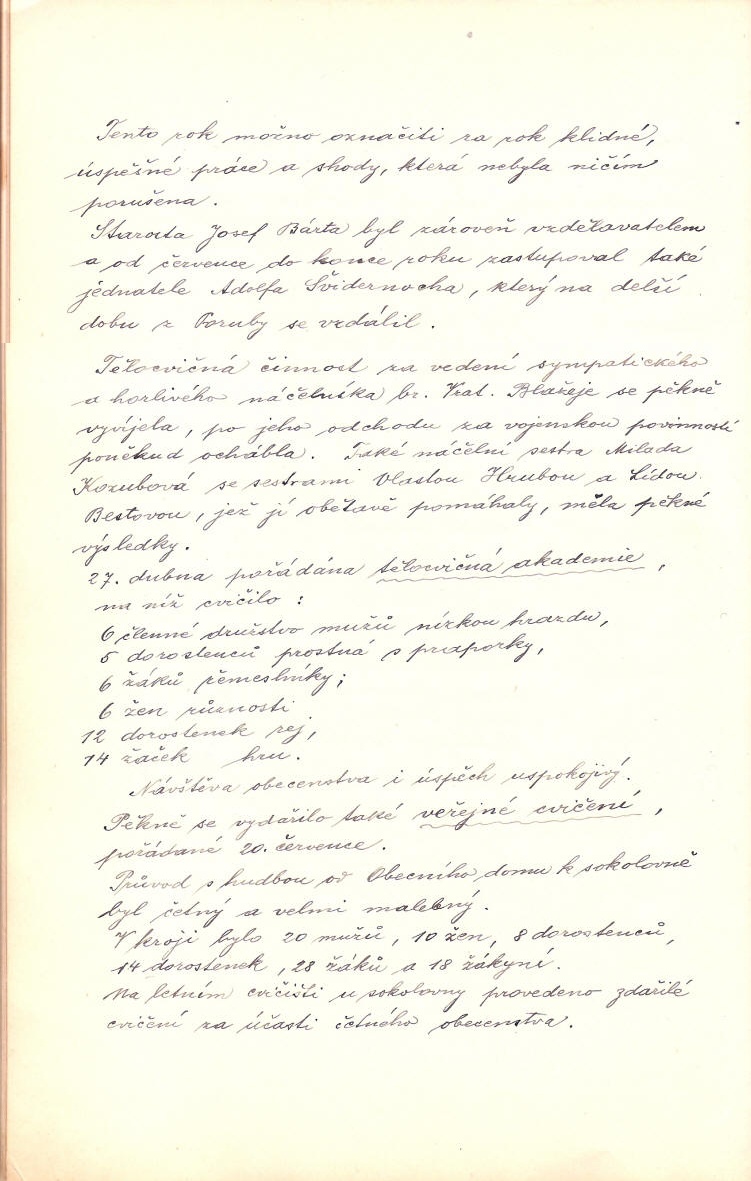 Tento rok možno označiti za rok klidné,
úspěšné práce a shody, která nebyla ničím
porušena.
Starosta Josef Bárta byl zároveň vzdělavatelem
a od července do konce roku zastupoval také
jednatele Adolfa Švidernocha, který na delší
dobu z Poruby se vzdálil.
Tělocvičná činnost za vedení sympatického
a horlivého náčelníka br. Vrat. Blažeje se pěkně
vyvíjela, po jeho odchodu za vojenskou povinností
poněkud ochábla. Také náčelní sestra Milada
Kozubová se sestrami Vlastou Hrubou a Lídou
Bestovou, jež jí obětavě pomáhaly, měla pěkné
výsledky.
27. dubna pořádána tělocvičná akademie,
na níž cvičilo:
6 členné družstvo mužů nízkou hrazdu,
5 dorostenců prostná s praporky,
6 žáků řemeslníky;
6 žen různosti
12 dorostenek rej,
14 žaček hru.
Návštěva obecenstva i úspěch uspokojivý.
Pěkně se vydařilo také veřejné cvičení,
pořádané 20. července.
Průvod s hudbou od Obecního domu k sokolovně
byl četný a velmi malebný.
V kroji bylo 20 mužů, 10 žen, 8 dorostenců,
14 dorostenek, 28 žáků a 18 žákyní.
Na letním cvičišti u sokolovny provedeno zdařilé
cvičení za účasti četného obecenstva.